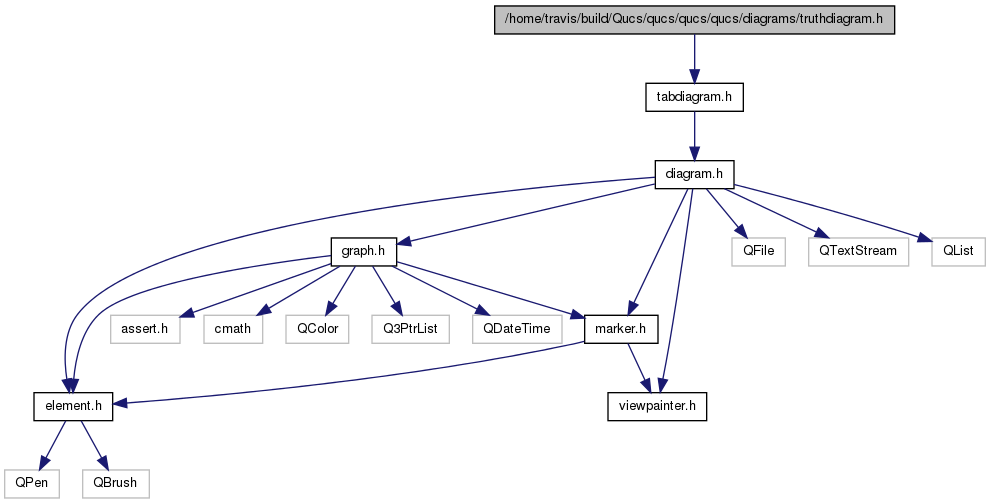 /home/travis/build/Qucs/qucs/qucs/qucs/diagrams/truthdiagram.h
tabdiagram.h
diagram.h
graph.h
QFile
QTextStream
QList
assert.h
cmath
QColor
Q3PtrList
QDateTime
marker.h
element.h
viewpainter.h
QPen
QBrush